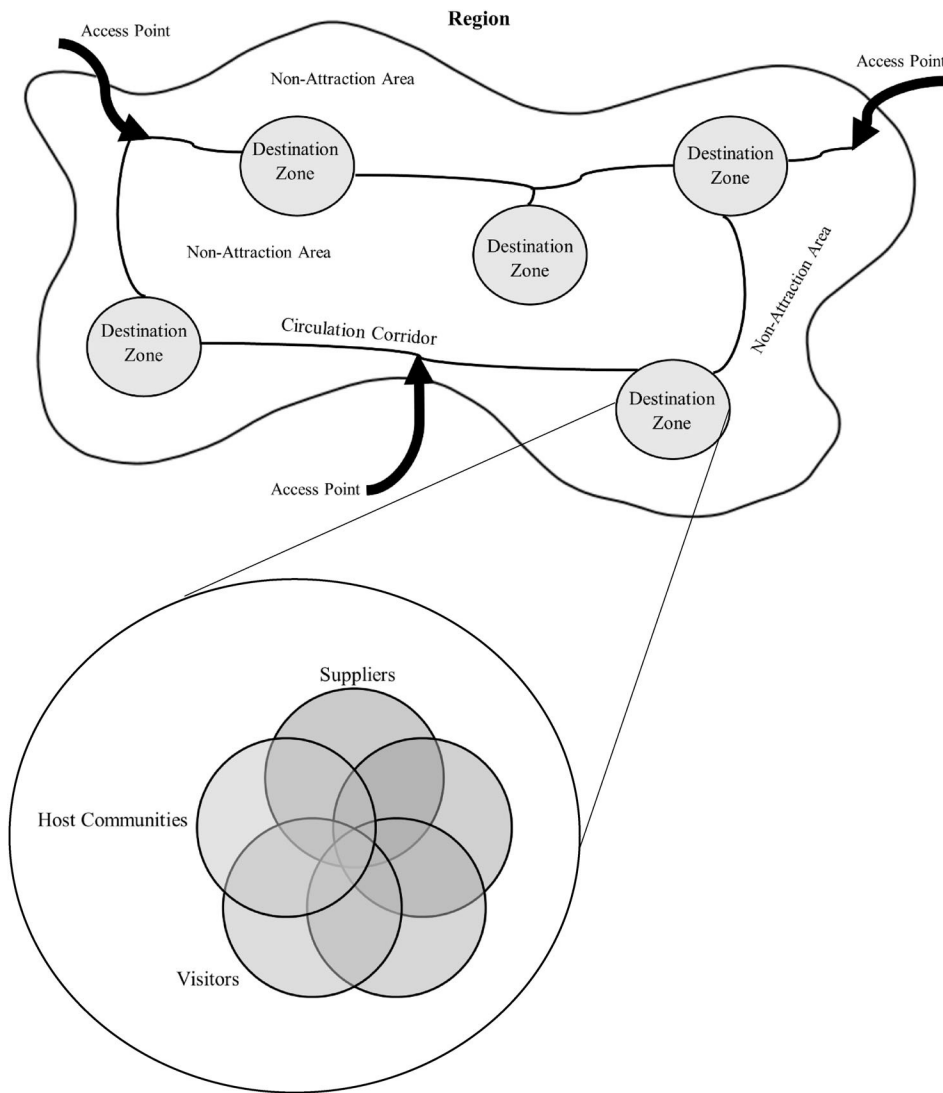 Region
Access Point
Access Point
Non-Attraction Area
Destination
Zone
Destination
Zone
Destination
Zone
Non-Attraction Area
Non-Attraction Area
Destination
Zone
Circulation Corridor
Destination
Zone
Access Point
Suppliers
Host Communities
Visitors